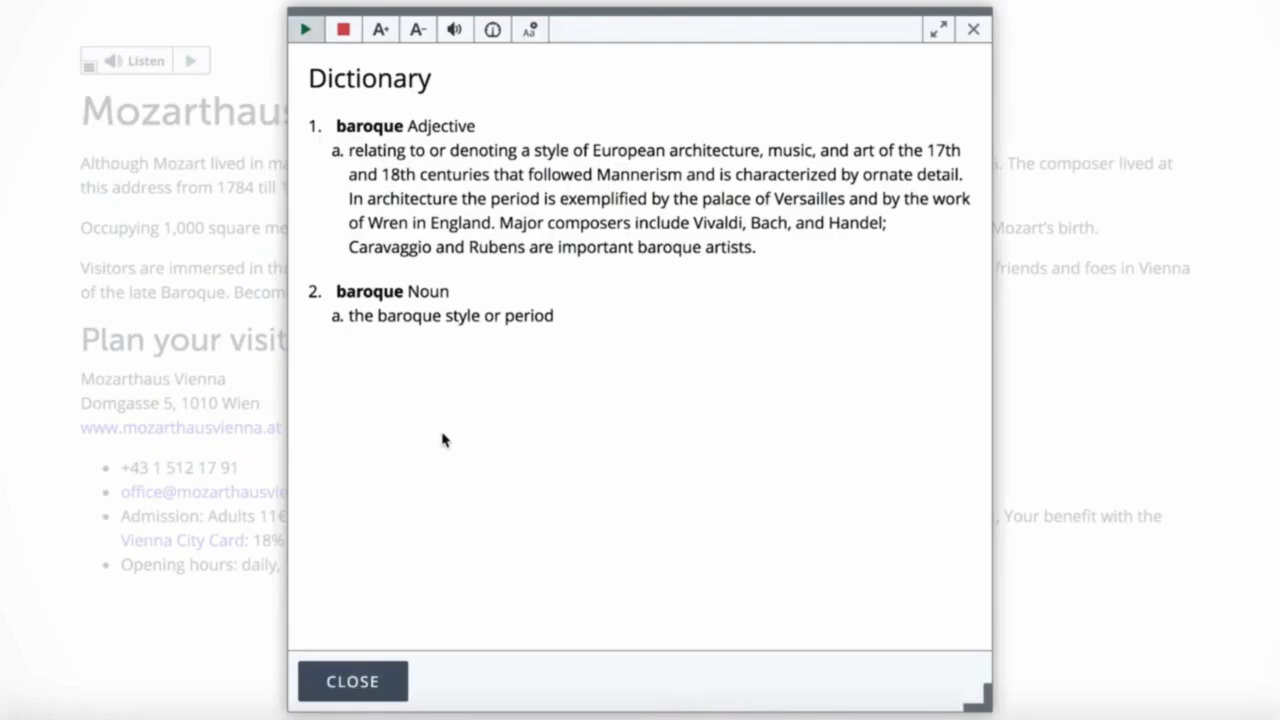 A+
A-
Aa
Listen
Dictionary
Mozarthaus
1. baroque Adjective
a. relating to or denoting a style of European architecture, music, and art of the 17th
and 18th centuries that followed Mannerism and is characterized by ornate detail.
In architecture the period is exemplified by the palace of Versailles and by the work
of Wren in England. Major composers include Vivaldi, Bach, and Handel;
Caravaggio and Rubens are important baroque artists.
2. baroque Noun
a. the baroque style or period
CLOSE
Although Mozart lived in
. The composer lived at
this address from 1784 till
Occupying 1,000 square
Mozart's birth.
Visitors are immersed in
friends and foes in Vienna
of the late Baroque.
Plan your visit
Mozarthaus Vienna
Domgasse 5, 1010 Wien
www.mozarthausvienna.at
+43 1 512 17 91
Admission: Adults 11€
, Your benefit with the
Vienna City Card: 18%
Opening hours: daily,